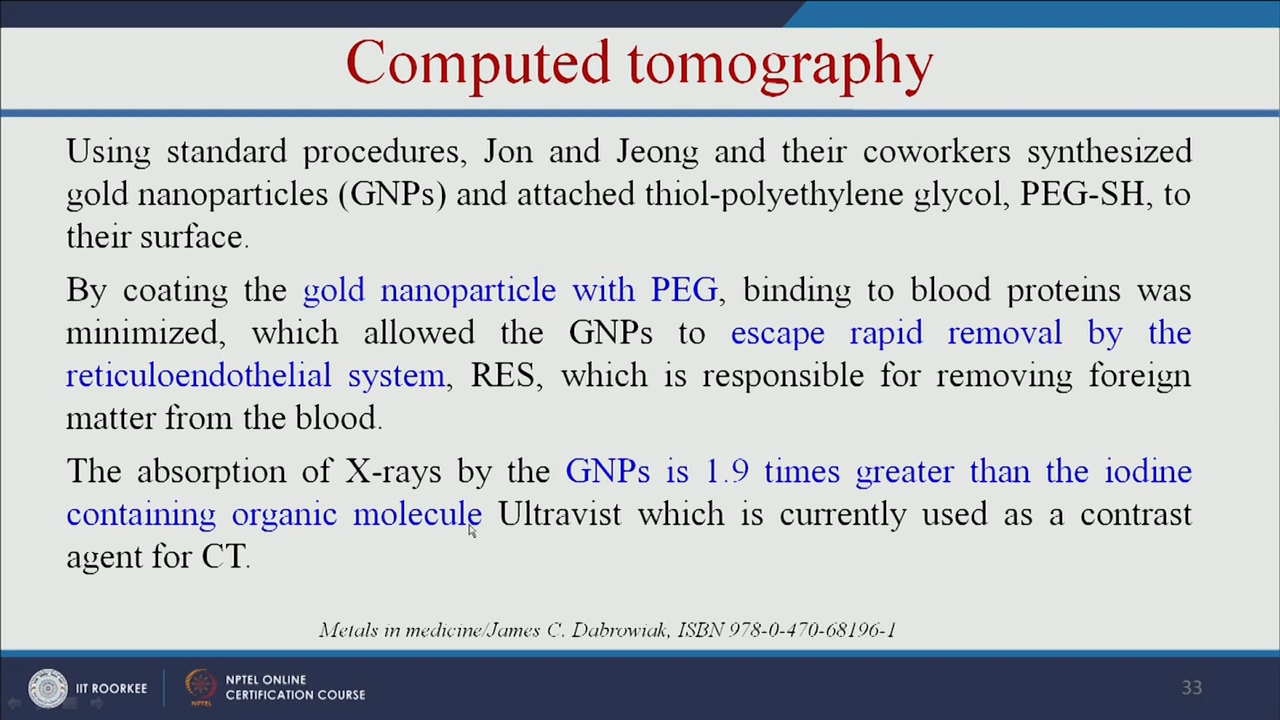 Computed tomography
Using standard procedures, Jon and Jeong and their coworkers synthesized
gold nanoparticles (GNPs) and attached thiol-polyethylene glycol, PEG-SH, to
their surface.
By coating the gold nanoparticle with PEG, binding to blood proteins was
minimized, which allowed the GNPs to escape rapid removal by the
reticuloendothelial system, RES, which is responsible for removing foreign
matter from the blood.
The absorption of X-rays by the GNPs is 1.9 times greater than the iodine
containing organic molecule Ultravist which is currently used as a contrast
agent for CT.
Metals in medicine/James C. Dabrowiak, ISBN 978-0-470-68196-1
IIT ROORKEE
NPTEL
NPTEL ONLINE
CERTIFICATION COURSE
33